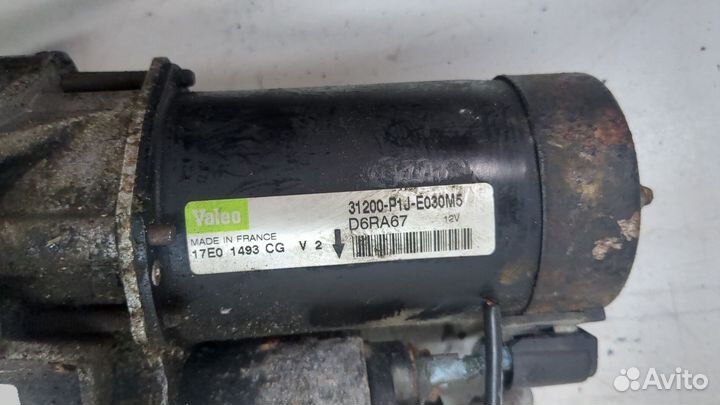 Valeo
31200-P1J-E030M5
D6RA67 12V
MADE IN FRANCE
17E0 1493 CG V 2
Avito